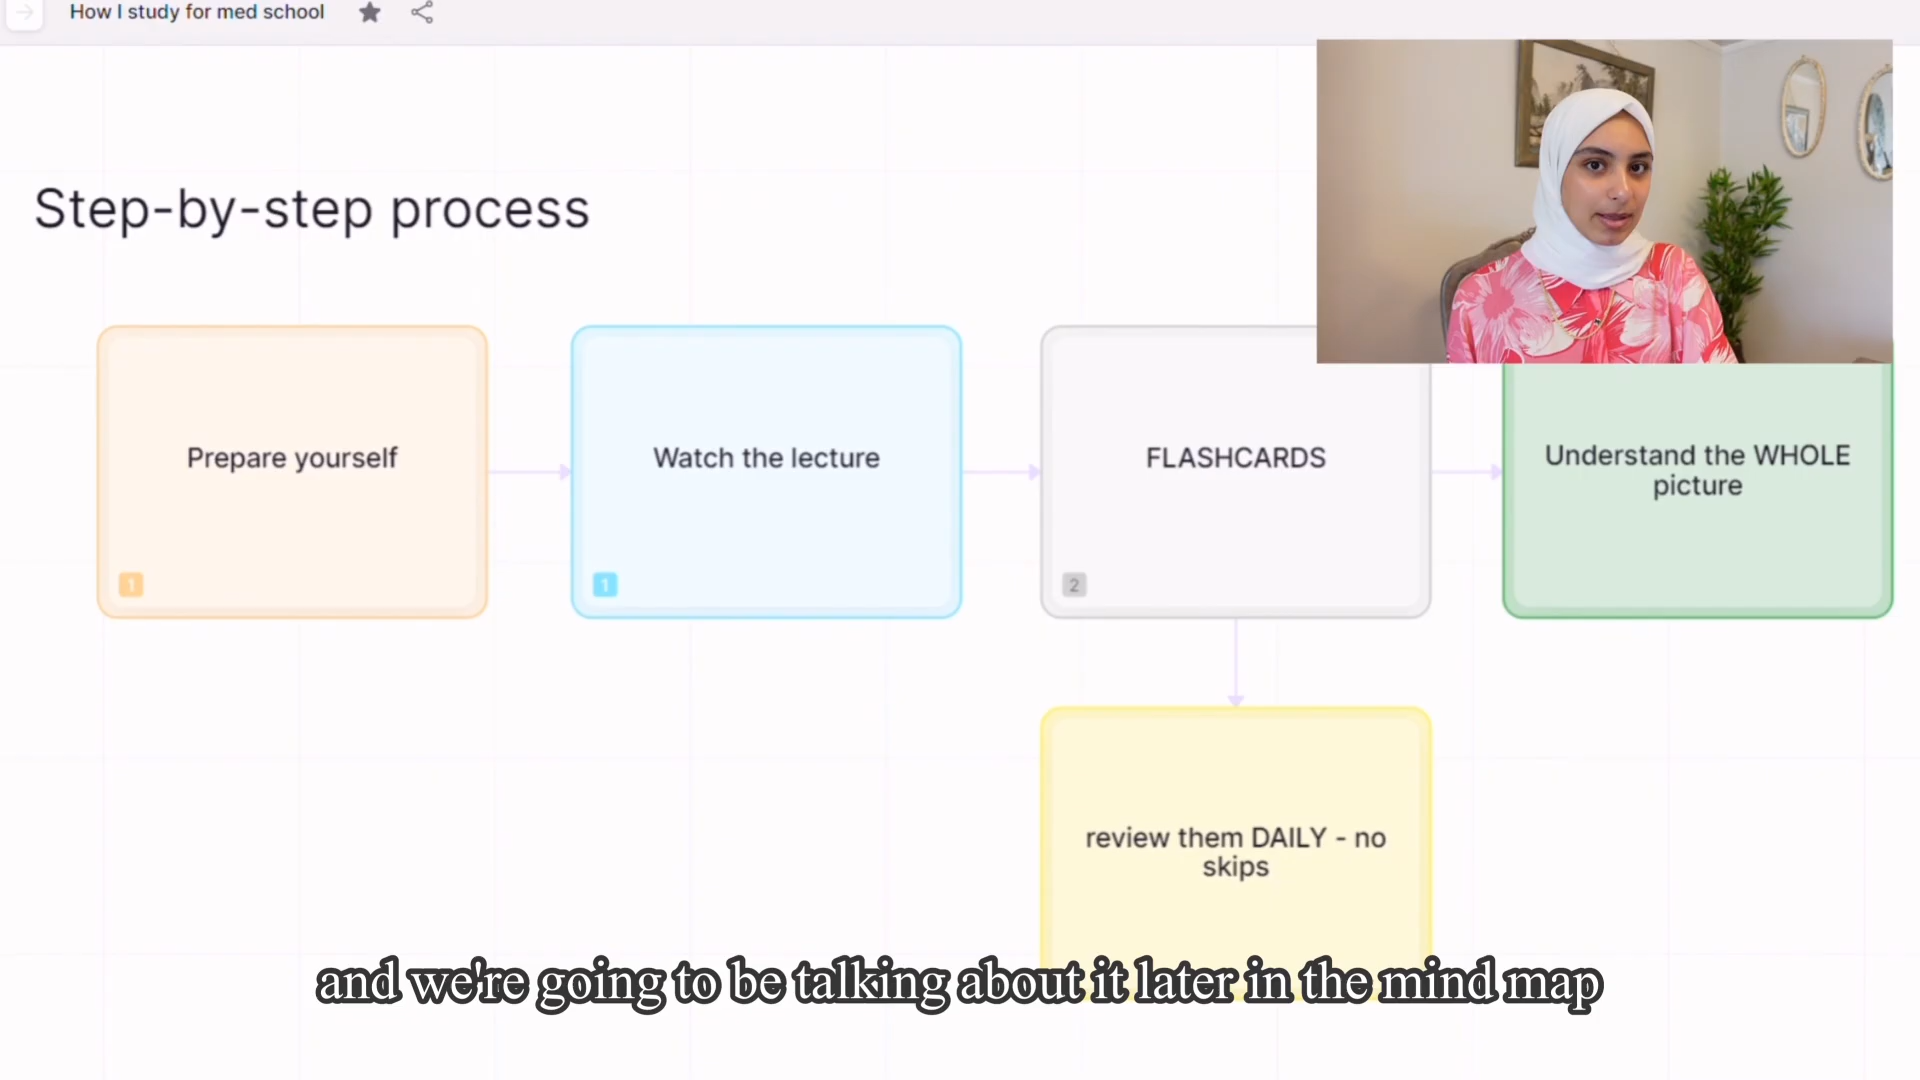 How I study for med school
Step-by-step process
Prepare yourself
1
Watch the lecture
1
FLASHCARDS
2
Understand the WHOLE
picture
review them DAILY - no
skips
and we're going to be talking about it later in the mind map